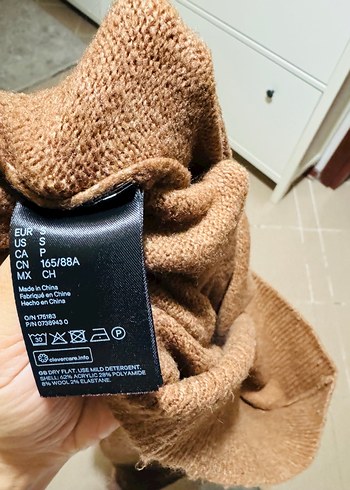 EUR S
US S
CA P
CN 165/88A
MX CH
Made in China
Fabriqué en Chine
Hecho en China
O/N 175183
P/N 0738943 0
30 P
clevercare.info
GB DRY FLAT. USE MILD DETERGENT.
SHELL: 62% ACRYLIC 28% POLYAMIDE
8% WOOL 2% ELASTANE.